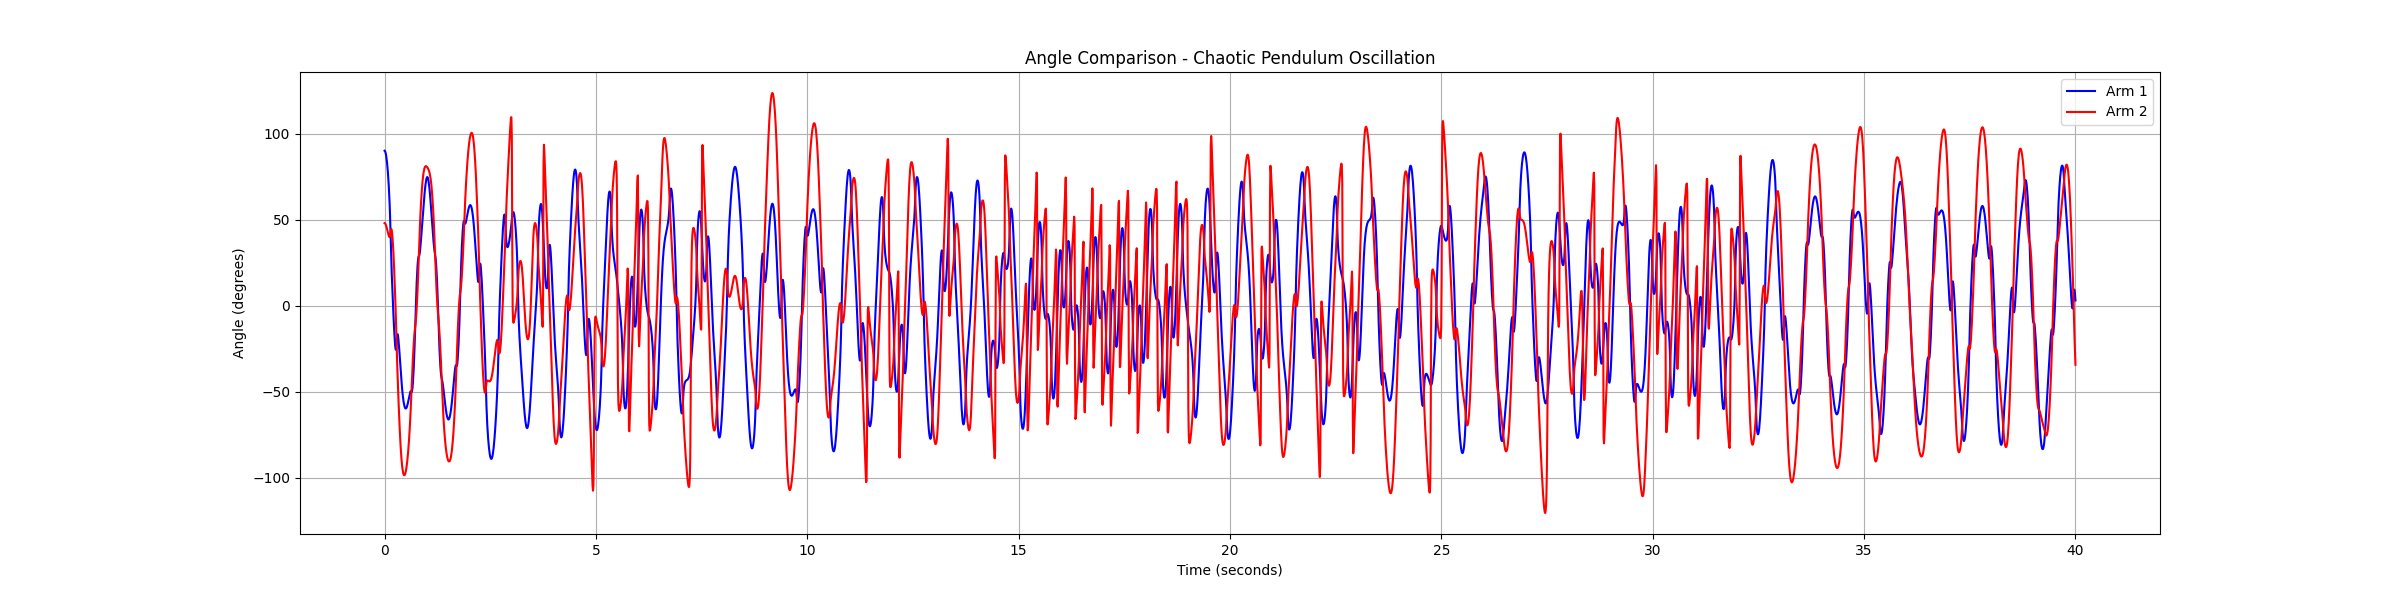 Angle Comparison - Chaotic Pendulum Oscillation
Arm 1
Arm 2
Angle (degrees)
100
50
0
−50
−100
0 5 10 15 20 25 30 35 40
Time (seconds)